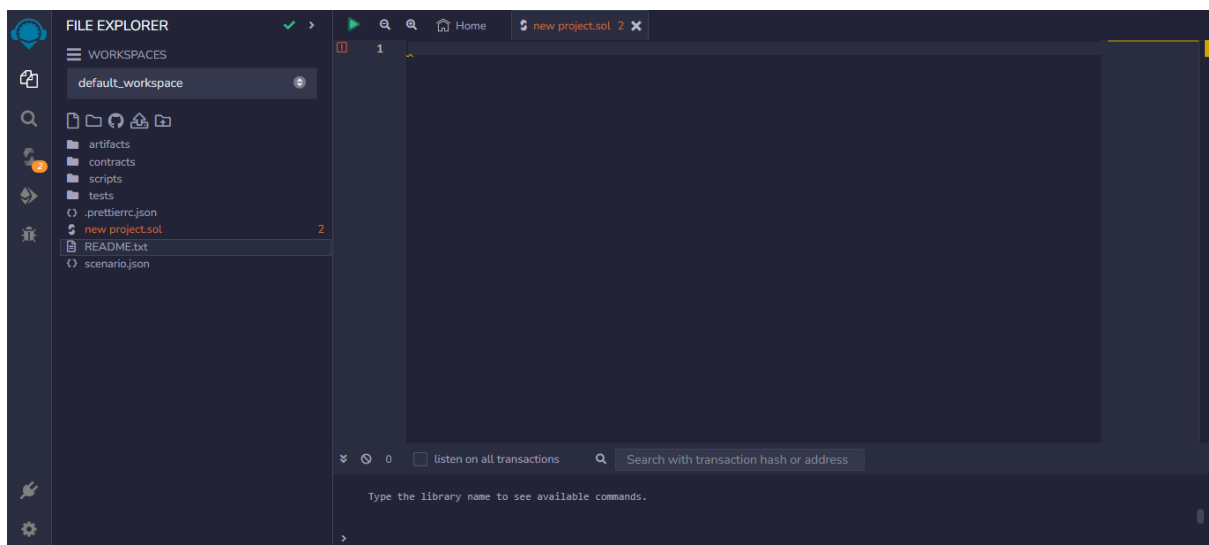 FILE EXPLORER
WORKSPACES
default_workspace
artifacts
contracts
scripts
tests
.prettierrc.json
new project.sol 2
README.txt
scenario.json
2
Home
new project.sol 2
1
0
listen on all transactions
Search with transaction hash or address
Type the library name to see available commands.
>